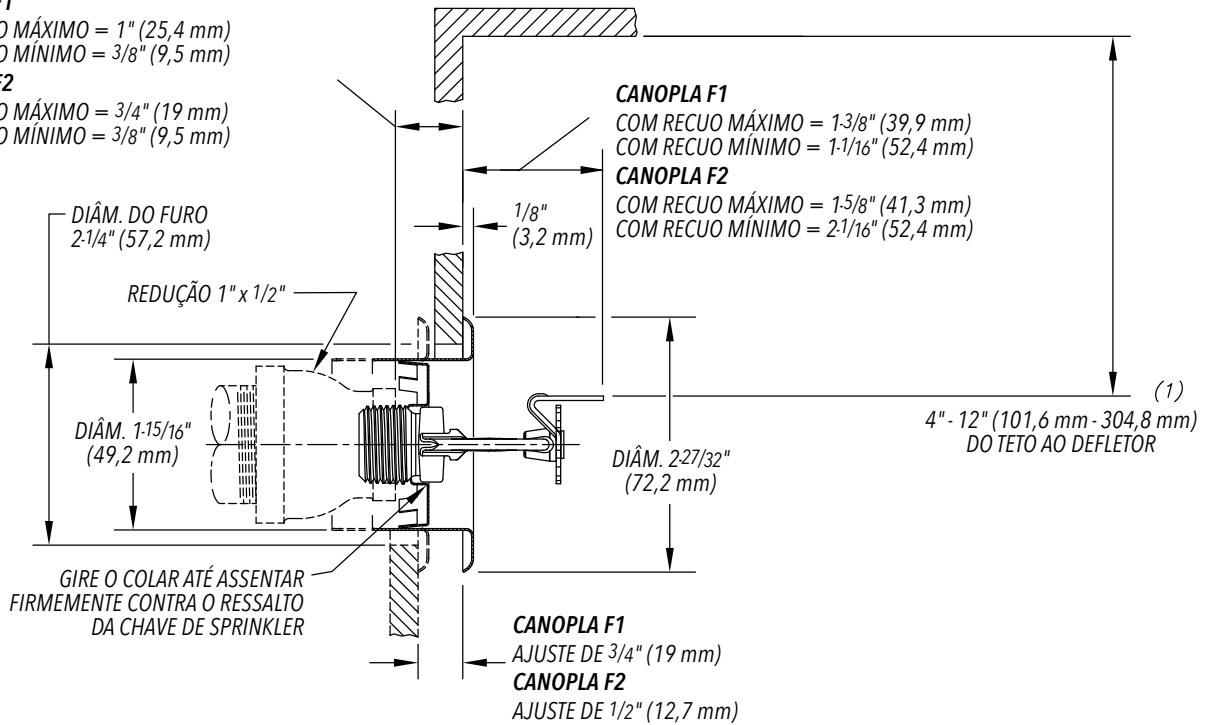 F1
O MÁXIMO = 1" (25,4 mm)
O MÍNIMO = 3/8" (9,5 mm)
F2
O MÁXIMO = 3/4" (19 mm)
O MÍNIMO = 3/8" (9,5 mm)
CANOPLA F1
COM RECUO MÁXIMO = 1-3/8" (39,9 mm)
COM RECUO MÍNIMO = 1-1/16" (52,4 mm)
CANOPLA F2
COM RECUO MÁXIMO = 1-5/8" (41,3 mm)
COM RECUO MÍNIMO = 2-1/16" (52,4 mm)
DIÂM. DO FURO
2-1/4" (57,2 mm)
1/8"
(3,2 mm)
REDUÇÃO 1" x 1/2"
DIÂM. 1-15/16"
(49,2 mm)
DIÂM. 2-27/32"
(72,2 mm)
(1)
4" - 12" (101,6 mm - 304,8 mm)
DO TETO AO DEFLETOR
GIRE O COLAR ATÉ ASSENTAR
FIRMEMENTE CONTRA O RESSALTO
DA CHAVE DE SPRINKLER
CANOPLA F1
AJUSTE DE 3/4" (19 mm)
CANOPLA F2
AJUSTE DE 1/2" (12,7 mm)